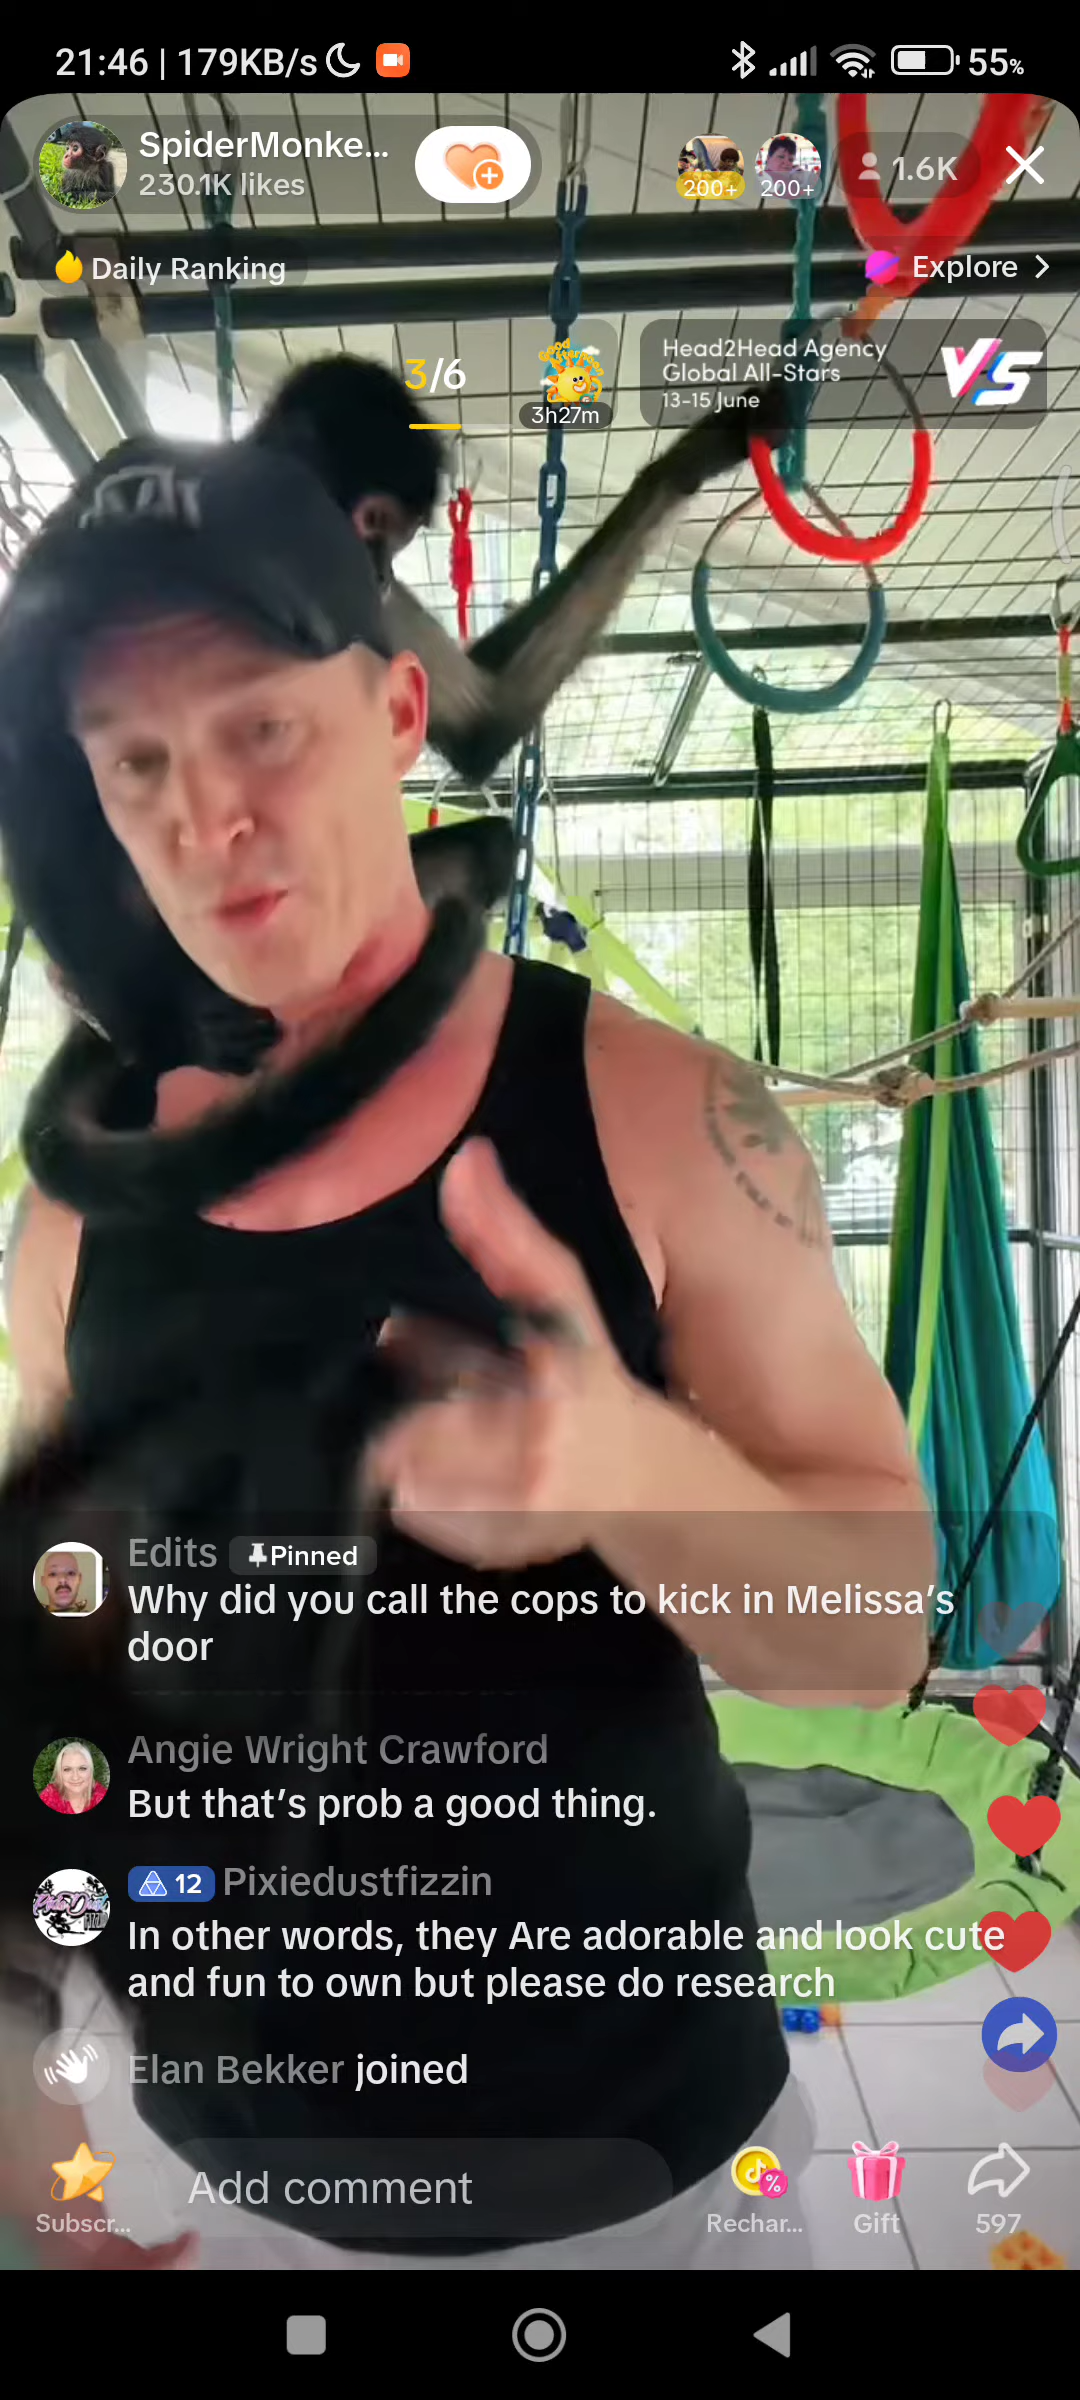 21:46 | 179KB/s
55%
SpiderMonke...
230.1K likes
200+
200+
1.6K
Daily Ranking
Explore
3/6
Good Afternoon
3h27m
Head2Head Agency
Global All-Stars
13-15 June
VS
Edits Pinned
Why did you call the cops to kick in Melissa's
door
Angie Wright Crawford
But that's prob a good thing.
12 Pixiedustfizzin
In other words, they Are adorable and look cute
and fun to own but please do research
Elan Bekker joined
Subscr...
Add comment
%
Rechar...
Gift
597